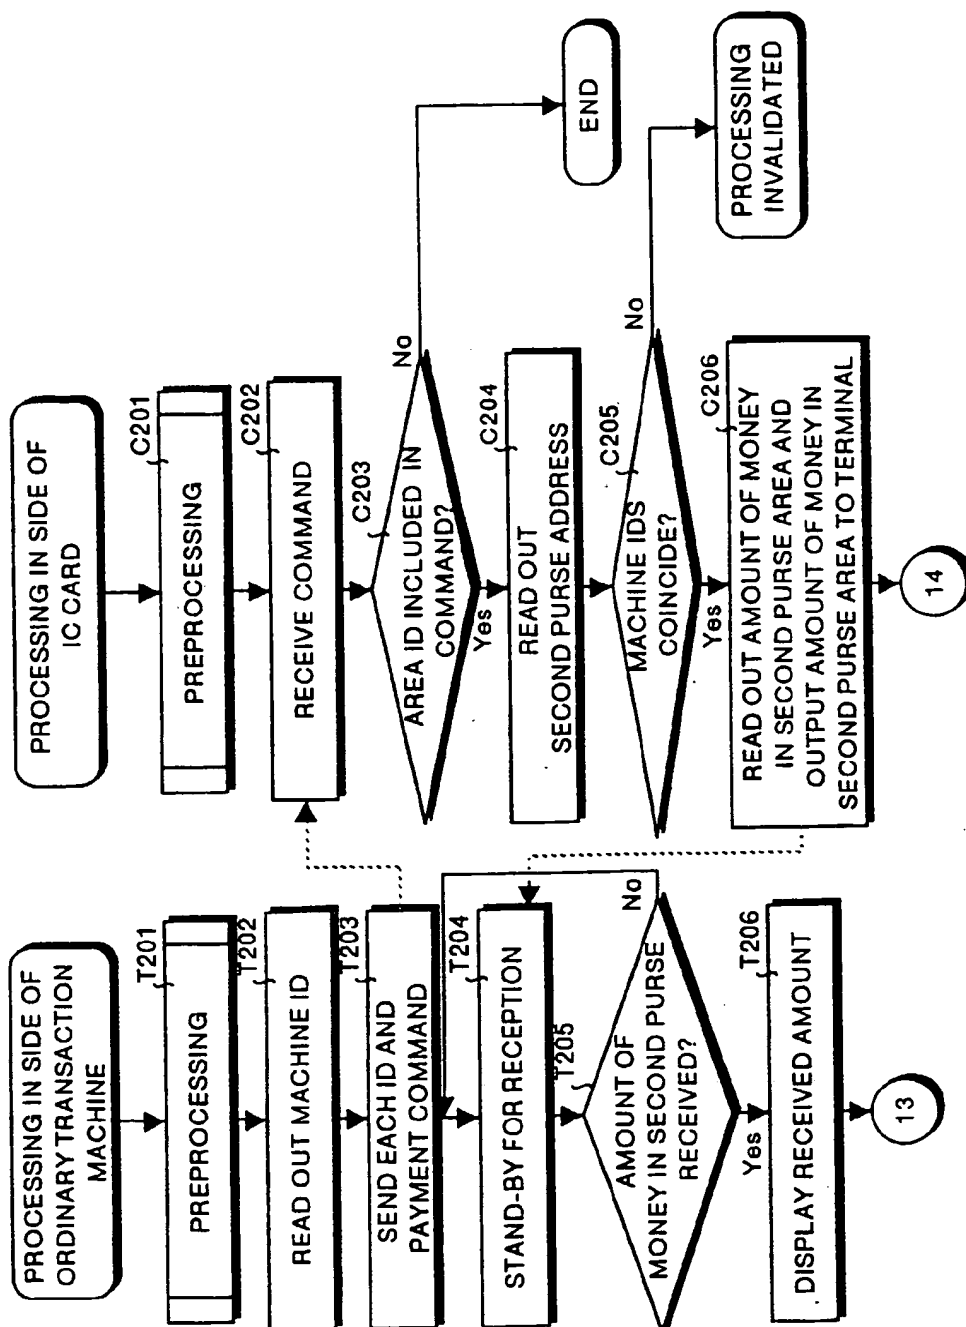 PROCESSING IN SIDE OF
ORDINARY TRANSACTION
MACHINE
T201
PREPROCESSING
T202
READ OUT MACHINE ID
T203
SEND EACH ID AND
PAYMENT COMMAND
T204
STAND-BY FOR RECEPTION
T205
AMOUNT OF
MONEY IN SECOND PURSE
RECEIVED?
No
Yes
T206
DISPLAY RECEIVED AMOUNT
13
PROCESSING IN SIDE OF
IC CARD
C201
PREPROCESSING
C202
RECEIVE COMMAND
C203
AREA ID INCLUDED IN
COMMAND?
No
Yes
END
C204
READ OUT
SECOND PURSE ADDRESS
C205
MACHINE IDS
COINCIDE?
No
Yes
PROCESSING
INVALIDATED
C206
READ OUT AMOUNT OF MONEY
IN SECOND PURSE AREA AND
OUTPUT AMOUNT OF MONEY IN
SECOND PURSE AREA TO TERMINAL
14